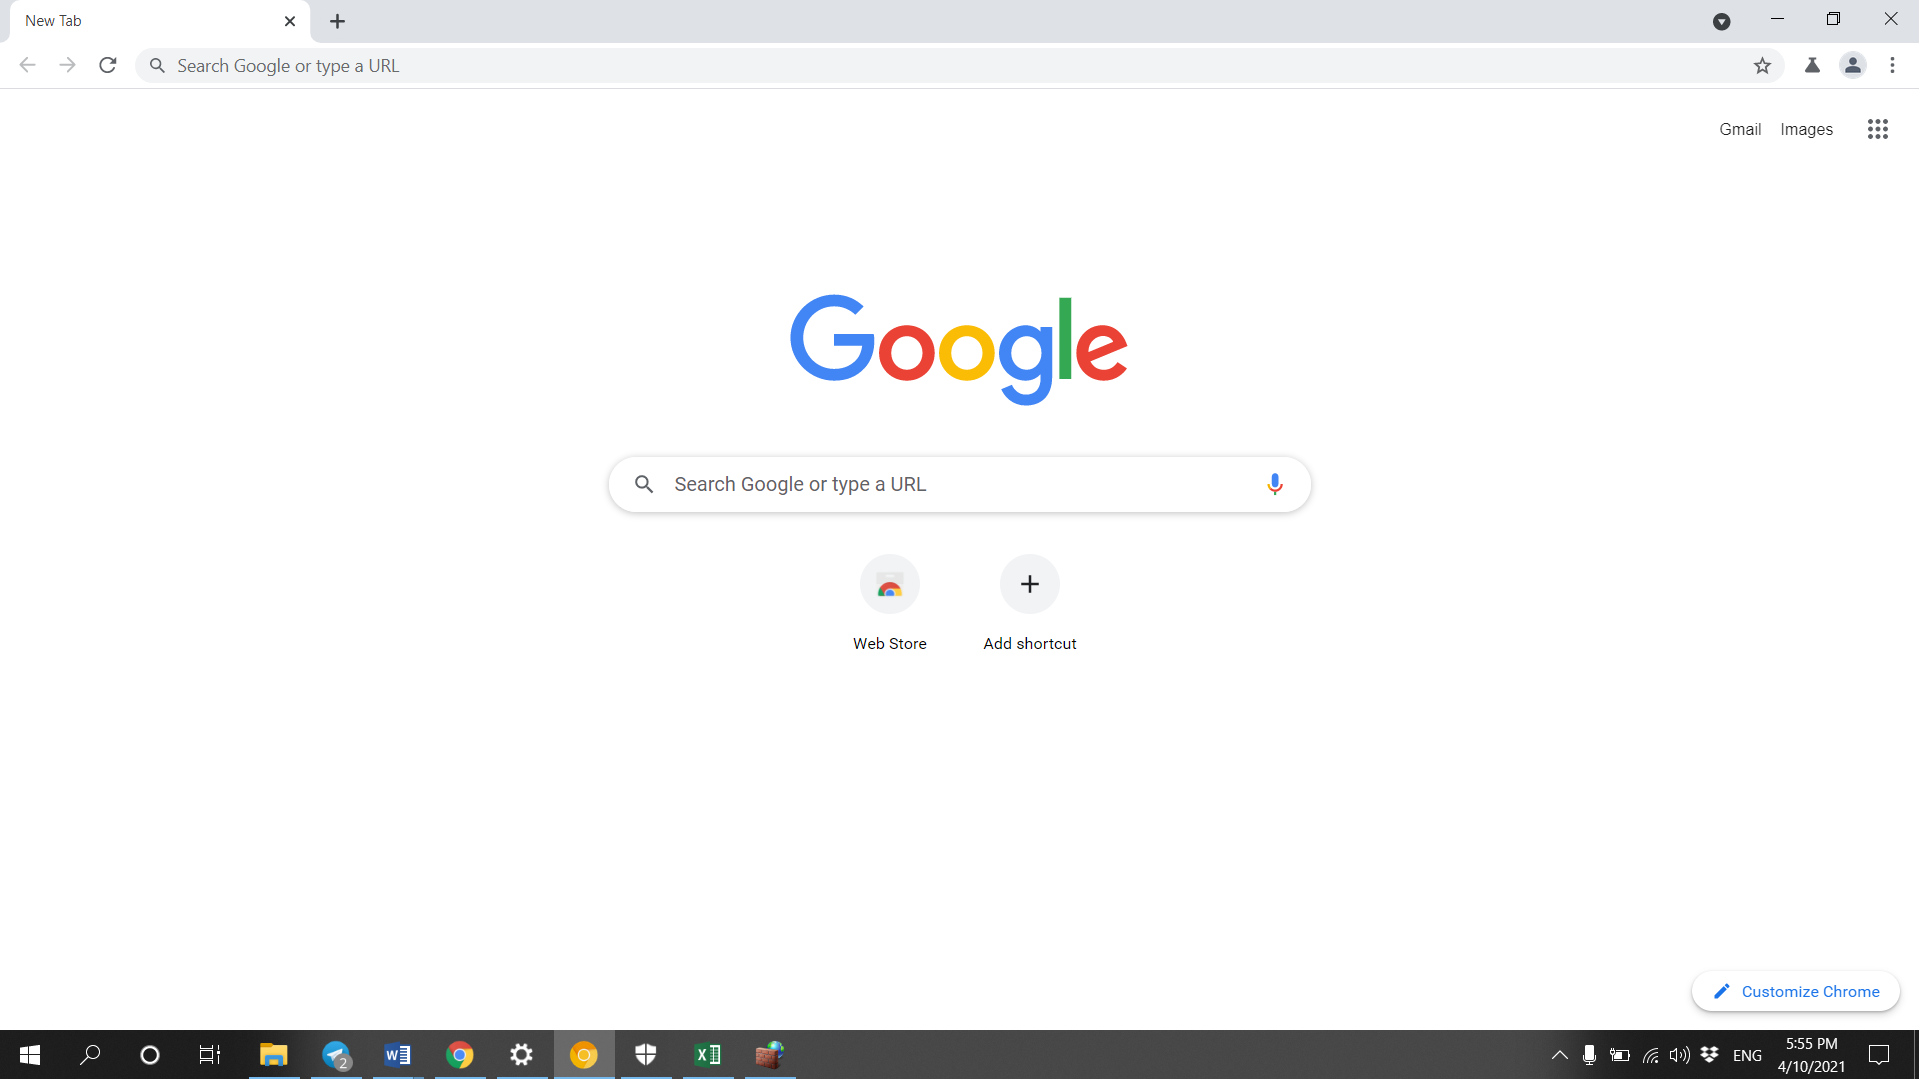 New Tab
Search Google or type a URL
Gmail Images
Google
Search Google or type a URL
Web Store Add shortcut
Customize Chrome
2
ENG
5:55 PM
4/10/2021